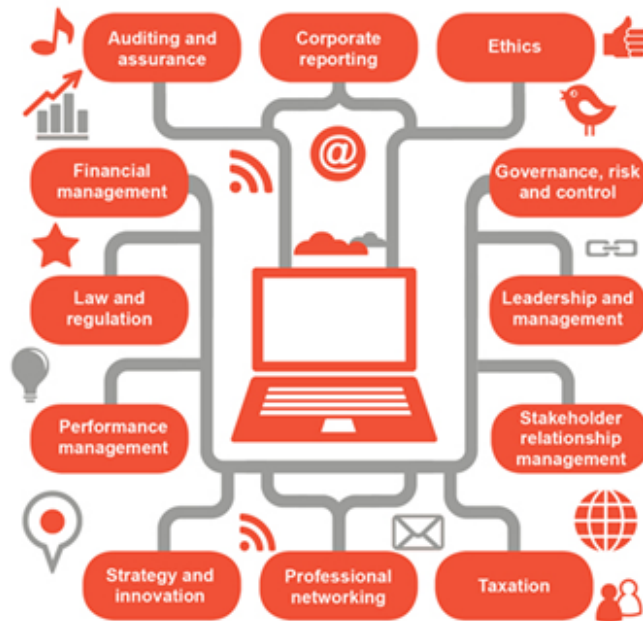 Auditing and
assurance
Corporate
reporting
Ethics
@
Financial
management
Governance, risk
and control
Law and
regulation
Leadership and
management
Performance
management
Stakeholder
relationship
management
Strategy and
innovation
Professional
networking
Taxation